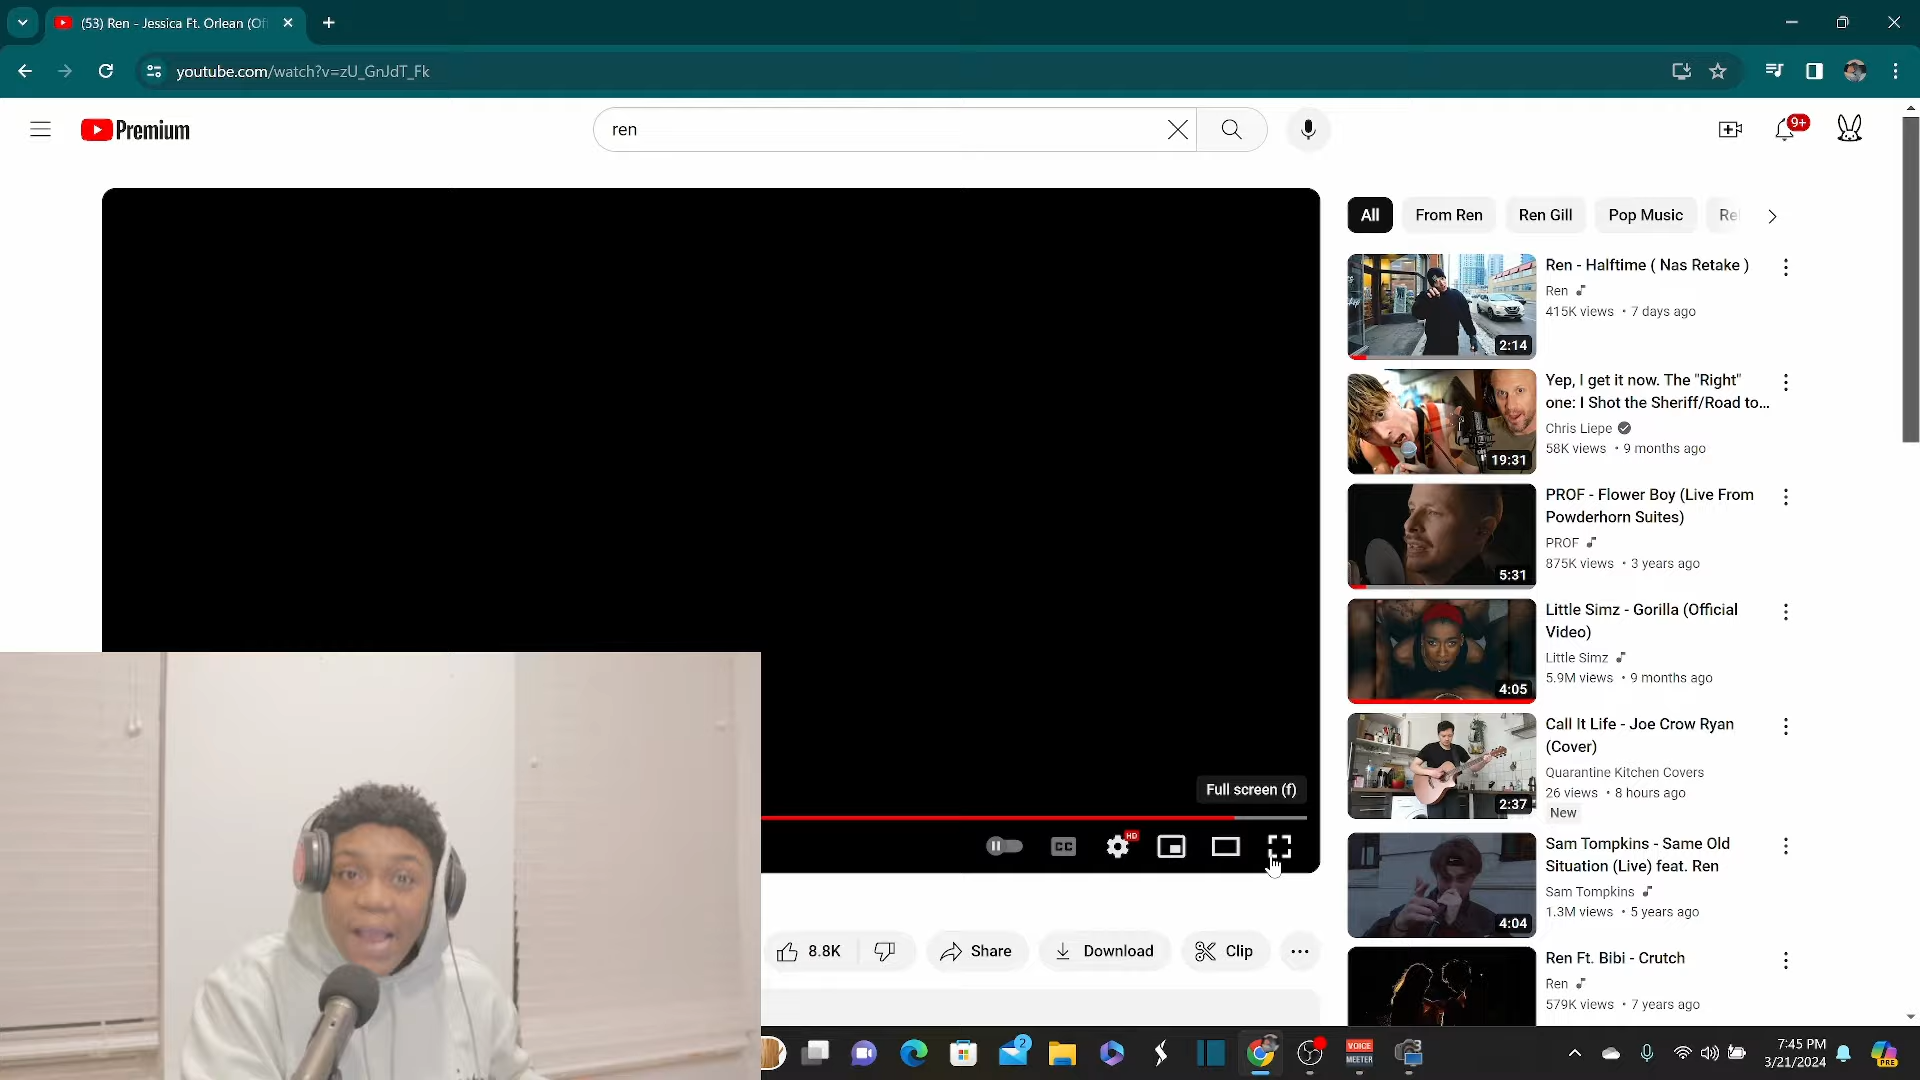 (53) Ren - Jessica Ft. Orlean (Of
youtube.com/watch?v=zU_GnJdT_Fk
Premium
ren
9+
All
From Ren
Ren Gill
Pop Music
Re
Ren - Halftime ( Nas Retake )
Ren
415K views • 7 days ago
2:14
Yep, I get it now. The "Right"
one: I Shot the Sheriff/Road to...
Chris Liepe
58K views • 9 months ago
19:31
PROF - Flower Boy (Live From
Powderhorn Suites)
PROF
875K views • 3 years ago
5:31
Little Simz - Gorilla (Official
Video)
Little Simz
5.9M views • 9 months ago
4:05
Call It Life - Joe Crow Ryan
(Cover)
Quarantine Kitchen Covers
26 views • 8 hours ago
New
2:37
Sam Tompkins - Same Old
Situation (Live) feat. Ren
Sam Tompkins
1.3M views • 5 years ago
4:04
Ren Ft. Bibi - Crutch
Ren
579K views • 7 years ago
Full screen (f)
CC
HD
8.8K
Share
Download
Clip
2
VOICE
MEETER
7:45 PM
3/21/2024
PRE